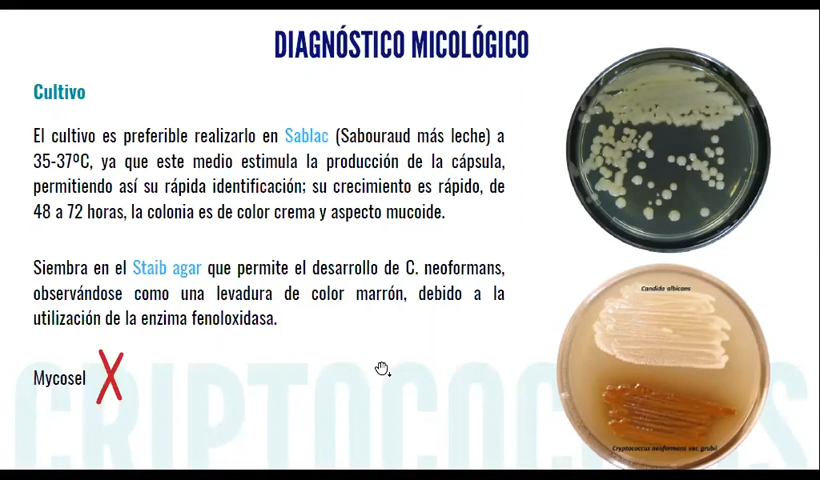 DIAGNÓSTICO MICOLÓGICO
Cultivo
El cultivo es preferible realizarlo en Sablac (Sabouraud más leche) a
35-37ºC, ya que este medio estimula la producción de la cápsula,
permitiendo así su rápida identificación; su crecimiento es rápido, de
48 a 72 horas, la colonia es de color crema y aspecto mucoide.
Siembra en el Staib agar que permite el desarrollo de C. neoformans,
observándose como una levadura de color marrón, debido a la
utilización de la enzima fenoloxidasa.
Mycosel
Candida albicans
Cryptococcus neoformans var. grubii
CRIPTOCOCOSIS